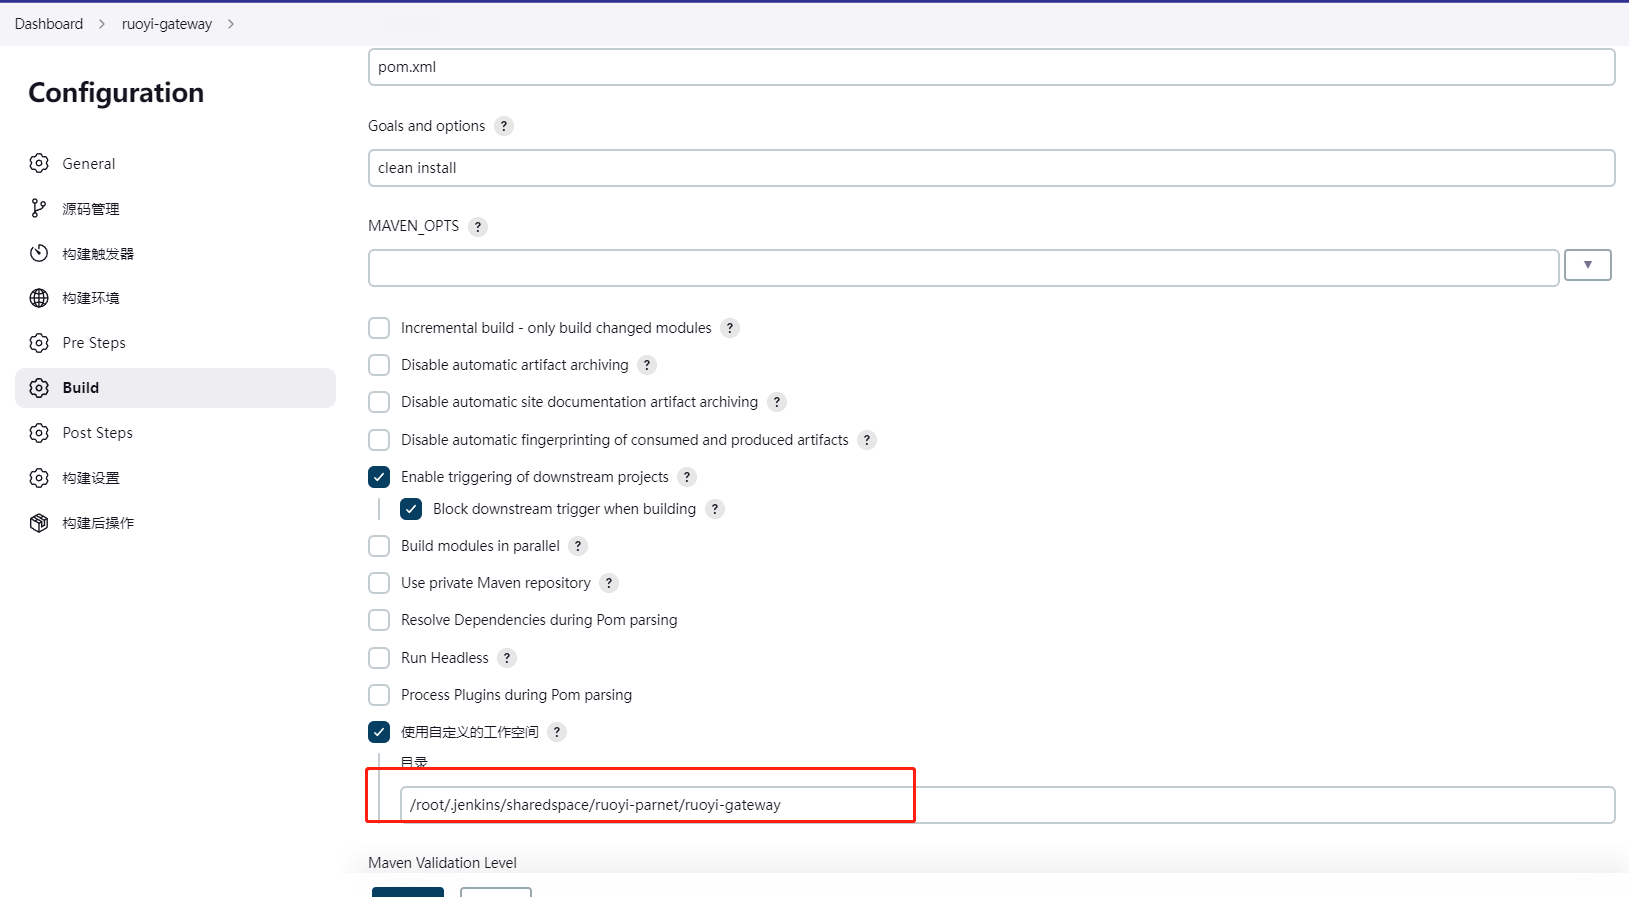 Dashboard > ruoyi-gateway >
Configuration
General
源码管理
构建触发器
构建环境
Pre Steps
Build
Post Steps
构建设置
构建后操作
pom.xml
Goals and options ?
clean install
MAVEN_OPTS ?
Incremental build - only build changed modules ?
Disable automatic artifact archiving ?
Disable automatic site documentation artifact archiving ?
Disable automatic fingerprinting of consumed and produced artifacts ?
Enable triggering of downstream projects ?
Block downstream trigger when building ?
Build modules in parallel ?
Use private Maven repository ?
Resolve Dependencies during Pom parsing
Run Headless ?
Process Plugins during Pom parsing
使用自定义的工作空间 ?
目录
/root/.jenkins/sharedspace/ruoyi-parnet/ruoyi-gateway
Maven Validation Level